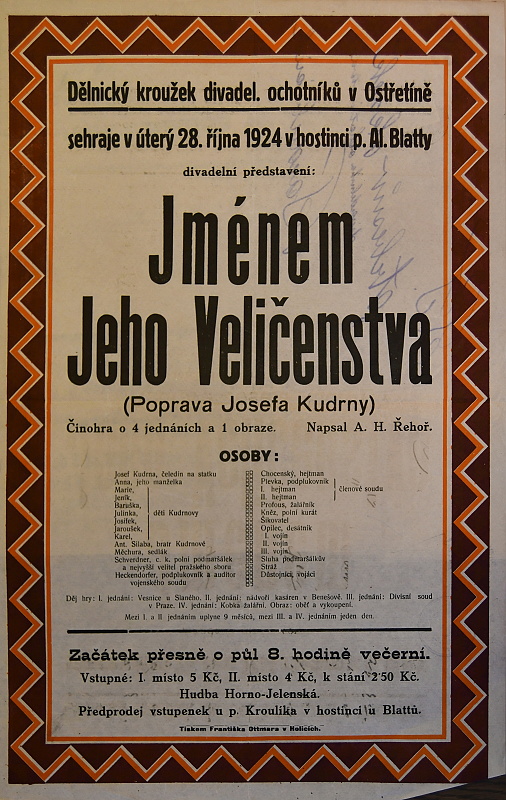 Dělnický kroužek divadel. ochotníků v Ostřetíně
sehraje v úterý 28. října 1924 v hostinci p. Al. Blatty
divadelní představení:
Jménem
Jeho Veličenstva
(Poprava Josefa Kudrny)
Činohra o 4 jednáních a 1 obraze. Napsal A. H. Řehoř.
OSOBY:
Josef Kudrna, čeledín na statku
Anna, jeho manželka
Marie,
Jeník,
Baruška,
Julinka,
Josífek,
Jaroušek,
Karel,
děti Kudrnovy
Ant. Silaba, bratr Kudrnové
Měchura, sedlák
Schverdner, c. k. polní podmaršálek
a nejvyšší velitel pražského sboru
Heckendorfer, podplukovník a auditor
vojenského soudu
Chocenský, hejtman
Plevka, podplukovník
I. hejtman
II. hejtman
členové soudu
Profous, žalářník
Kněz, polní kurát
Šikovatel
Opilec, desátník
I. vojín
II. vojín
III. vojín
Sluha podmaršálkův
Stráž
Důstojníci, vojáci
Děj hry: I. jednání: Vesnice u Slaného. II. jednání: nádvoří kasáren v Benešově. III. jednání: Divisní soud
v Praze. IV. jednání: Kobka žalární. Obraz: oběť a vykoupení.
Mezi I. a II jednáním uplyne 9 měsíců, mezi III. a IV. jednáním jeden den.
Začátek přesně o půl 8. hodině večerní.
Vstupné: I. místo 5 Kč, II. místo 4 Kč, k stání 2·50 Kč.
Hudba Horno-Jelenská.
Předprodej vstupenek u p. Kroulíka v hostinci u Blattů.
Tiskem Františka Ottmara v Holicích.